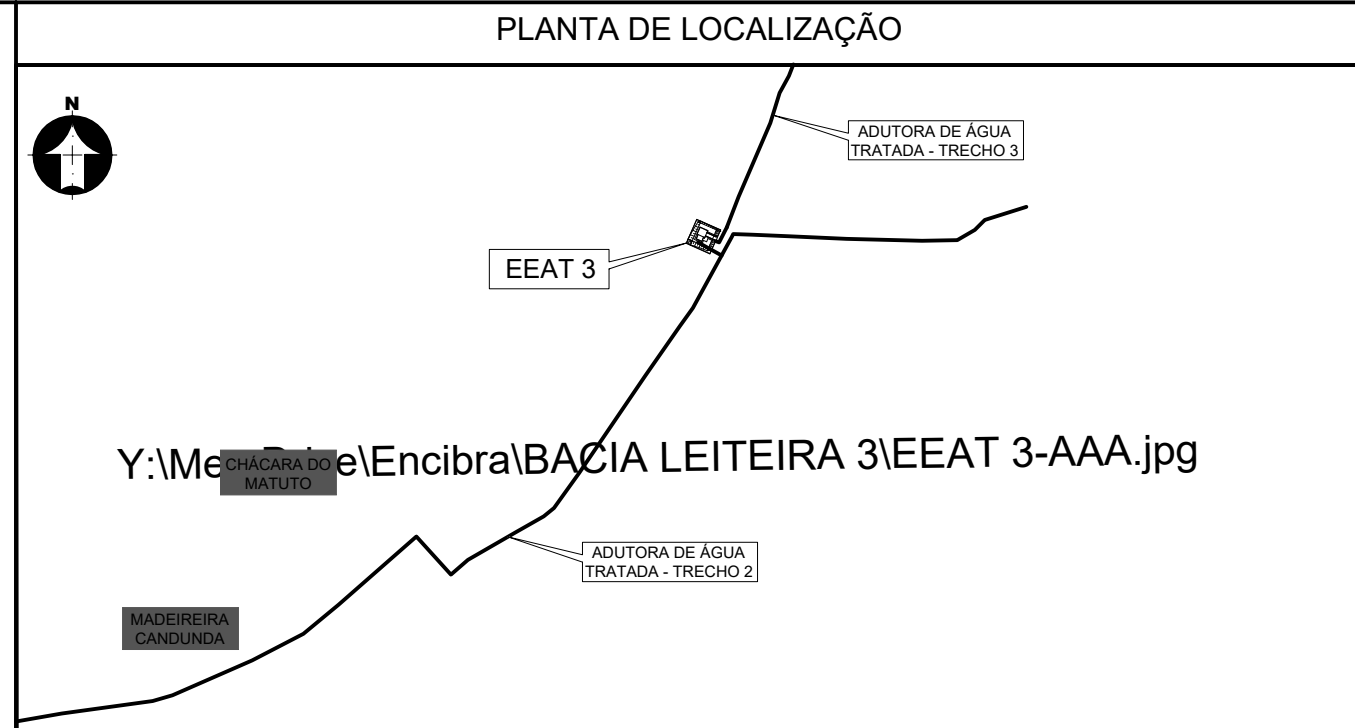 PLANTA DE LOCALIZAÇÃO
N
ADUTORA DE ÁGUA
TRATADA - TRECHO 3
EEAT 3
Y:\Me e\Encibra\BACIA LEITEIRA 3\EEAT 3-AAA.jpg
CHÁCARA DO
MATUTO
ADUTORA DE ÁGUA
TRATADA - TRECHO 2
MADEIREIRA
CANDUNDA